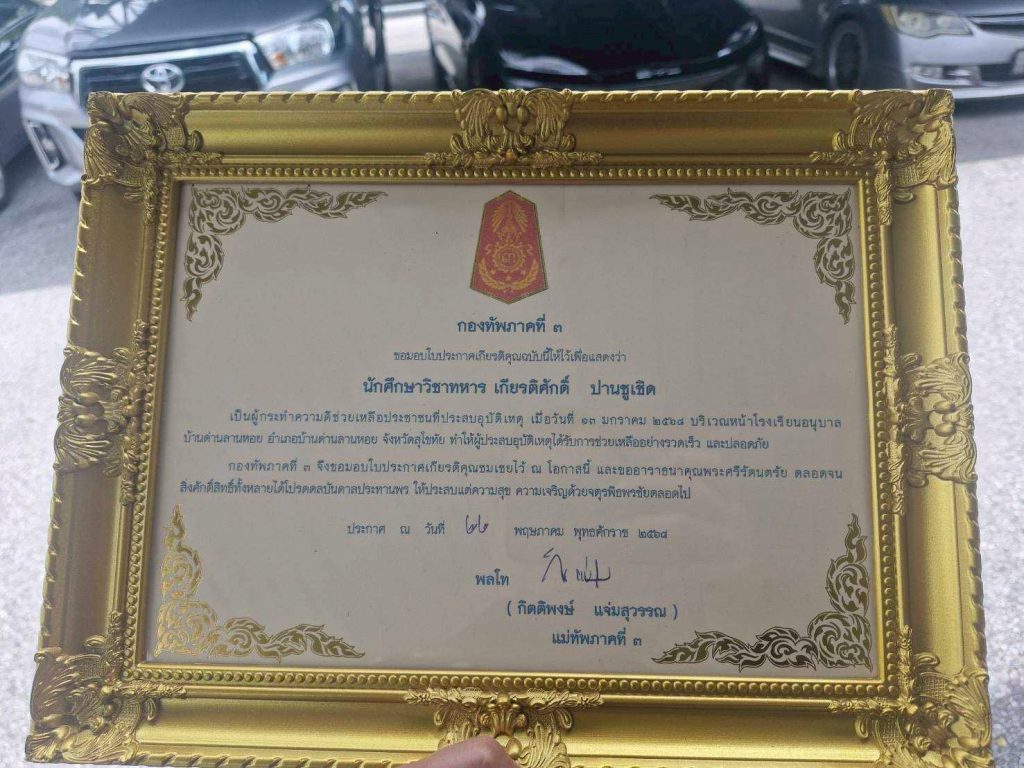 ๓
กองทัพภาคที่ ๓
ขอมอบใบประกาศเกียรติคุณฉบับนี้ให้ไว้เพื่อแสดงว่า
นักศึกษาวิชาทหาร เกียรติศักดิ์ ปานชูเชิด
เป็นผู้กระทำความดีช่วยเหลือประชาชนที่ประสบอุบัติเหตุ เมื่อวันที่ ๑๓ มกราคม ๒๕๖๘ บริเวณหน้าโรงเรียนอนุบาล
บ้านด่านลานหอย อำเภอบ้านด่านลานหอย จังหวัดสุโขทัย ทำให้ผู้ประสบอุบัติเหตุได้รับการช่วยเหลืออย่างรวดเร็ว และปลอดภัย
กองทัพภาคที่ ๓ จึงขอมอบใบประกาศเกียรติคุณชมเชยไว้ ณ โอกาสนี้ และขออาราธนาคุณพระศรีรัตนตรัย ตลอดจน
สิ่งศักดิ์สิทธิ์ทั้งหลายได้โปรดดลบันดาลประทานพร ให้ประสบแต่ความสุข ความเจริญด้วยจตุรพิธพรชัยตลอดไป
ประกาศ ณ วันที่ ๒๒ พฤษภาคม พุทธศักราช ๒๕๖๘
พลโท
( กิตติพงษ์ แจ่มสุวรรณ )
แม่ทัพภาคที่ ๓